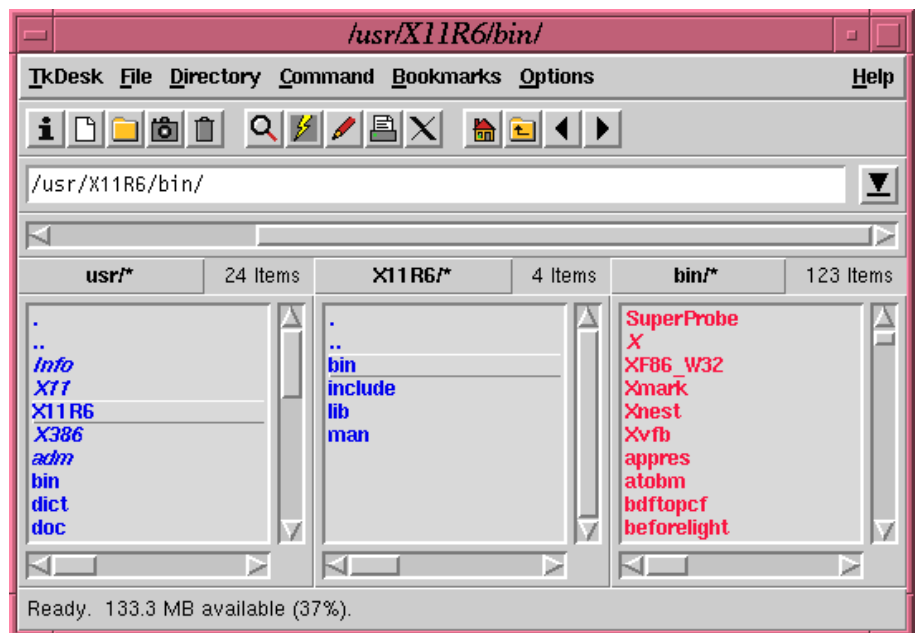 /usr/X11R6/bin/
TkDesk File Directory Command Bookmarks Options Help
/usr/X11R6/bin/
usr/* 24 Items X11R6/* 4 Items bin/* 123 Items
.
..
Info
X11
X11R6
X386
adm
bin
dict
doc
.
..
bin
include
lib
man
SuperProbe
X
XF86_W32
Xmark
Xnest
Xvfb
appres
atobm
bdftopcf
beforelight
Ready. 133.3 MB available (37%).